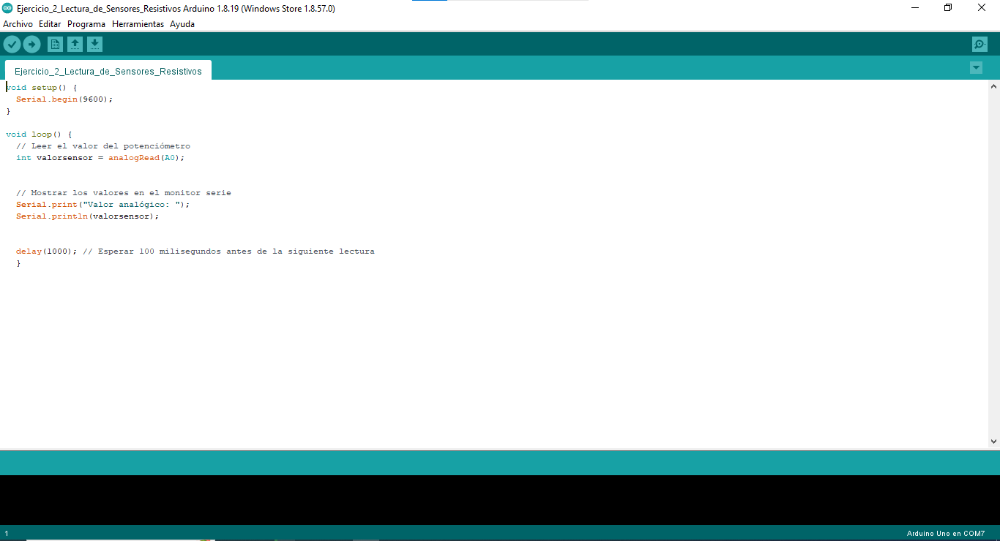 Ejercicio_2_Lectura_de_Sensores_Resistivos Arduino 1.8.19 (Windows Store 1.8.57.0)
Archivo Editar Programa Herramientas Ayuda
Ejercicio_2_Lectura_de_Sensores_Resistivos
void setup() {
  Serial.begin(9600);
}
void loop() {
  // Leer el valor del potenciómetro
  int valorsensor = analogRead(A0);
  // Mostrar los valores en el monitor serie
  Serial.print("Valor analógico: ");
  Serial.println(valorsensor);
  delay(1000); // Esperar 100 milisegundos antes de la siguiente lectura
  }
1
Arduino Uno en COM7